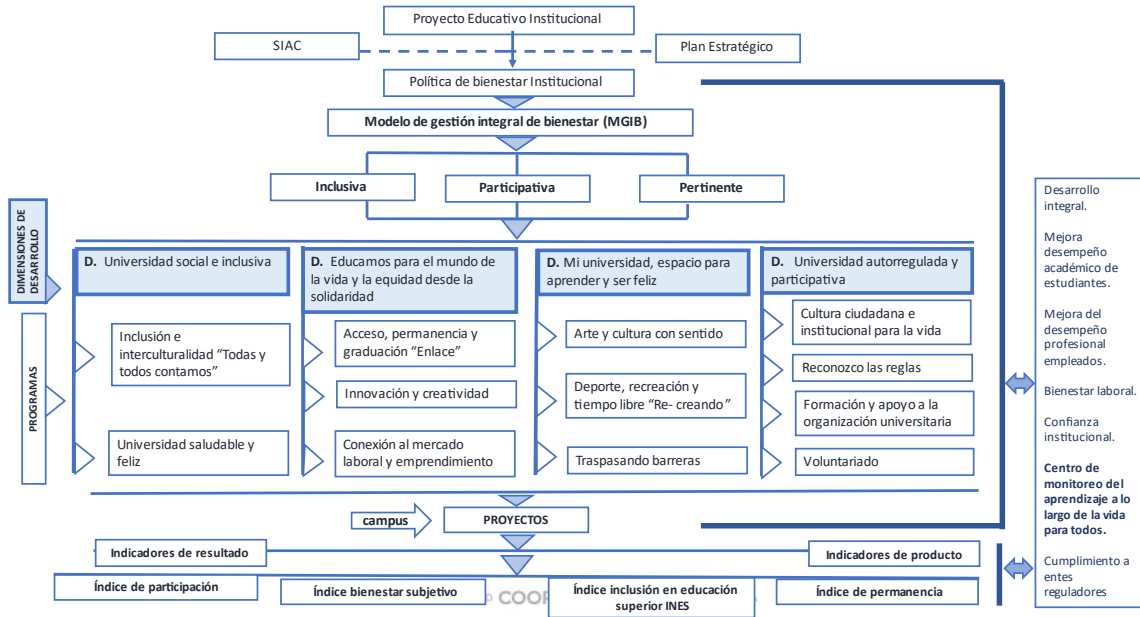 Proyecto Educativo Institucional
SIAC
Plan Estratégico
Política de bienestar Institucional
Modelo de gestión integral de bienestar (MGIB)
Inclusiva
Participativa
Pertinente
DIMENSIONES DE
DESARROLLO
D. Universidad social e inclusiva
D. Educamos para el mundo de
la vida y la equidad desde la
solidaridad
D. Mi universidad, espacio para
aprender y ser feliz
D. Universidad autorregulada y
participativa
PROGRAMAS
Inclusión e
interculturalidad “Todas y
todos contamos”
Universidad saludable y
feliz
Acceso, permanencia y
graduación “Enlace”
Innovación y creatividad
Conexión al mercado
laboral y emprendimiento
Arte y cultura con sentido
Deporte, recreación y
tiempo libre “Re- creando”
Traspasando barreras
Cultura ciudadana e
institucional para la vida
Reconozco las reglas
Formación y apoyo a la
organización universitaria
Voluntariado
campus
PROYECTOS
Indicadores de resultado
Indicadores de producto
Índice de participación
Índice bienestar subjetivo
COOP
Índice inclusión en educación
superior INES
Índice de permanencia
Desarrollo
integral.
Mejora
desempeño
académico de
estudiantes.
Mejora del
desempeño
profesional
empleados.
Bienestar laboral.
Confianza
institucional.
Centro de
monitoreo del
aprendizaje a lo
largo de la vida
para todos.
Cumplimiento a
entes
reguladores